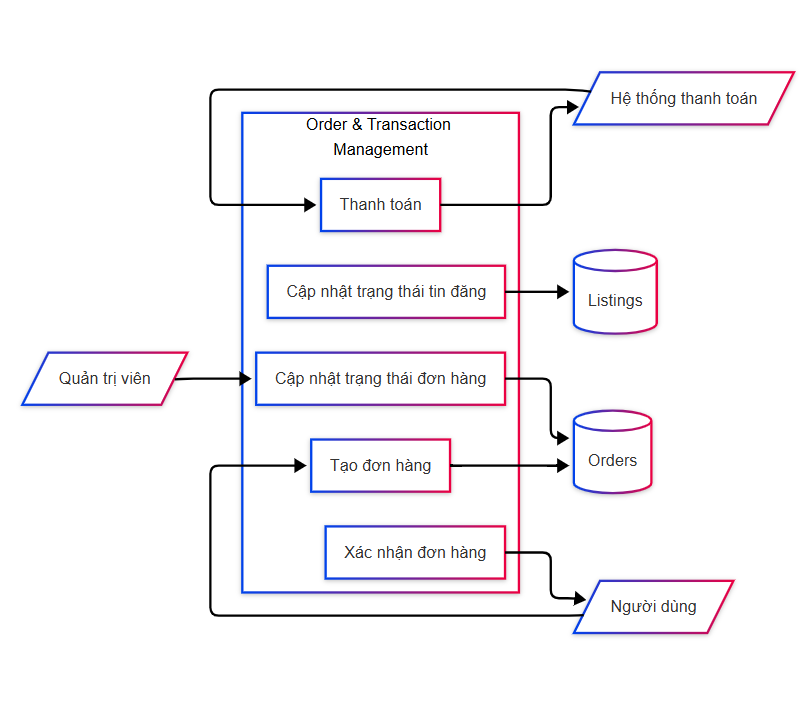 Hệ thống thanh toán
Order & Transaction
Management
Thanh toán
Cập nhật trạng thái tin đăng
Listings
Quản trị viên
Cập nhật trạng thái đơn hàng
Tạo đơn hàng
Orders
Xác nhận đơn hàng
Người dùng